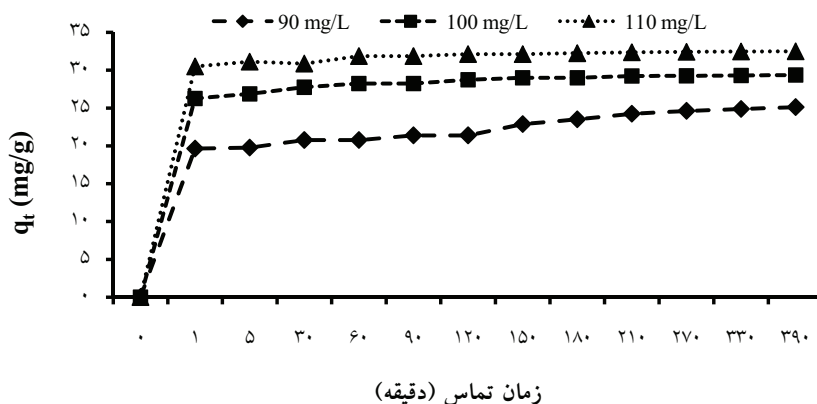 90 mg/L 100 mg/L 110 mg/L
۳۵
۳۰
۲۵
۲۰
۱۵
۱۰
۵
۰
q_t (mg/g)
۰ ۱ ۵ ۳۰ ۶۰ ۹۰ ۱۲۰ ۱۵۰ ۱۸۰ ۲۱۰ ۲۷۰ ۳۳۰ ۳۹۰
زمان تماس (دقیقه)